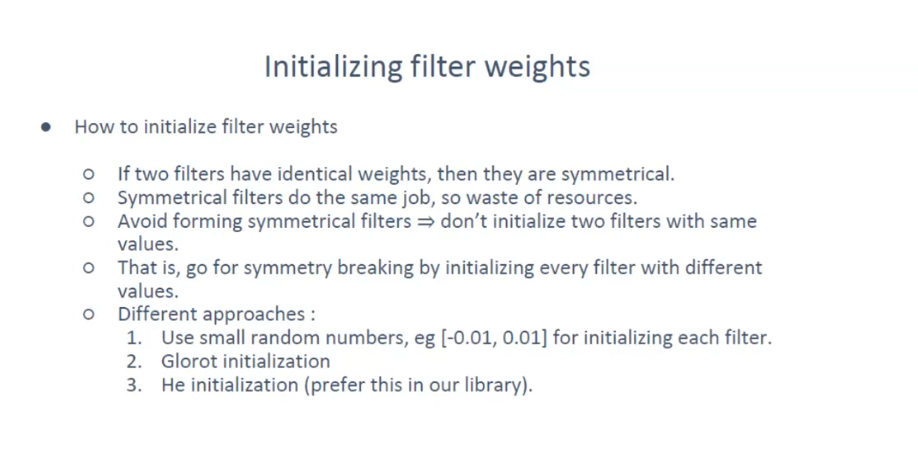 Initializing filter weights
● How to initialize filter weights
○ If two filters have identical weights, then they are symmetrical.
○ Symmetrical filters do the same job, so waste of resources.
○ Avoid forming symmetrical filters ⇒ don't initialize two filters with same
values.
○ That is, go for symmetry breaking by initializing every filter with different
values.
○ Different approaches :
1. Use small random numbers, eg [-0.01, 0.01] for initializing each filter.
2. Glorot initialization
3. He initialization (prefer this in our library).